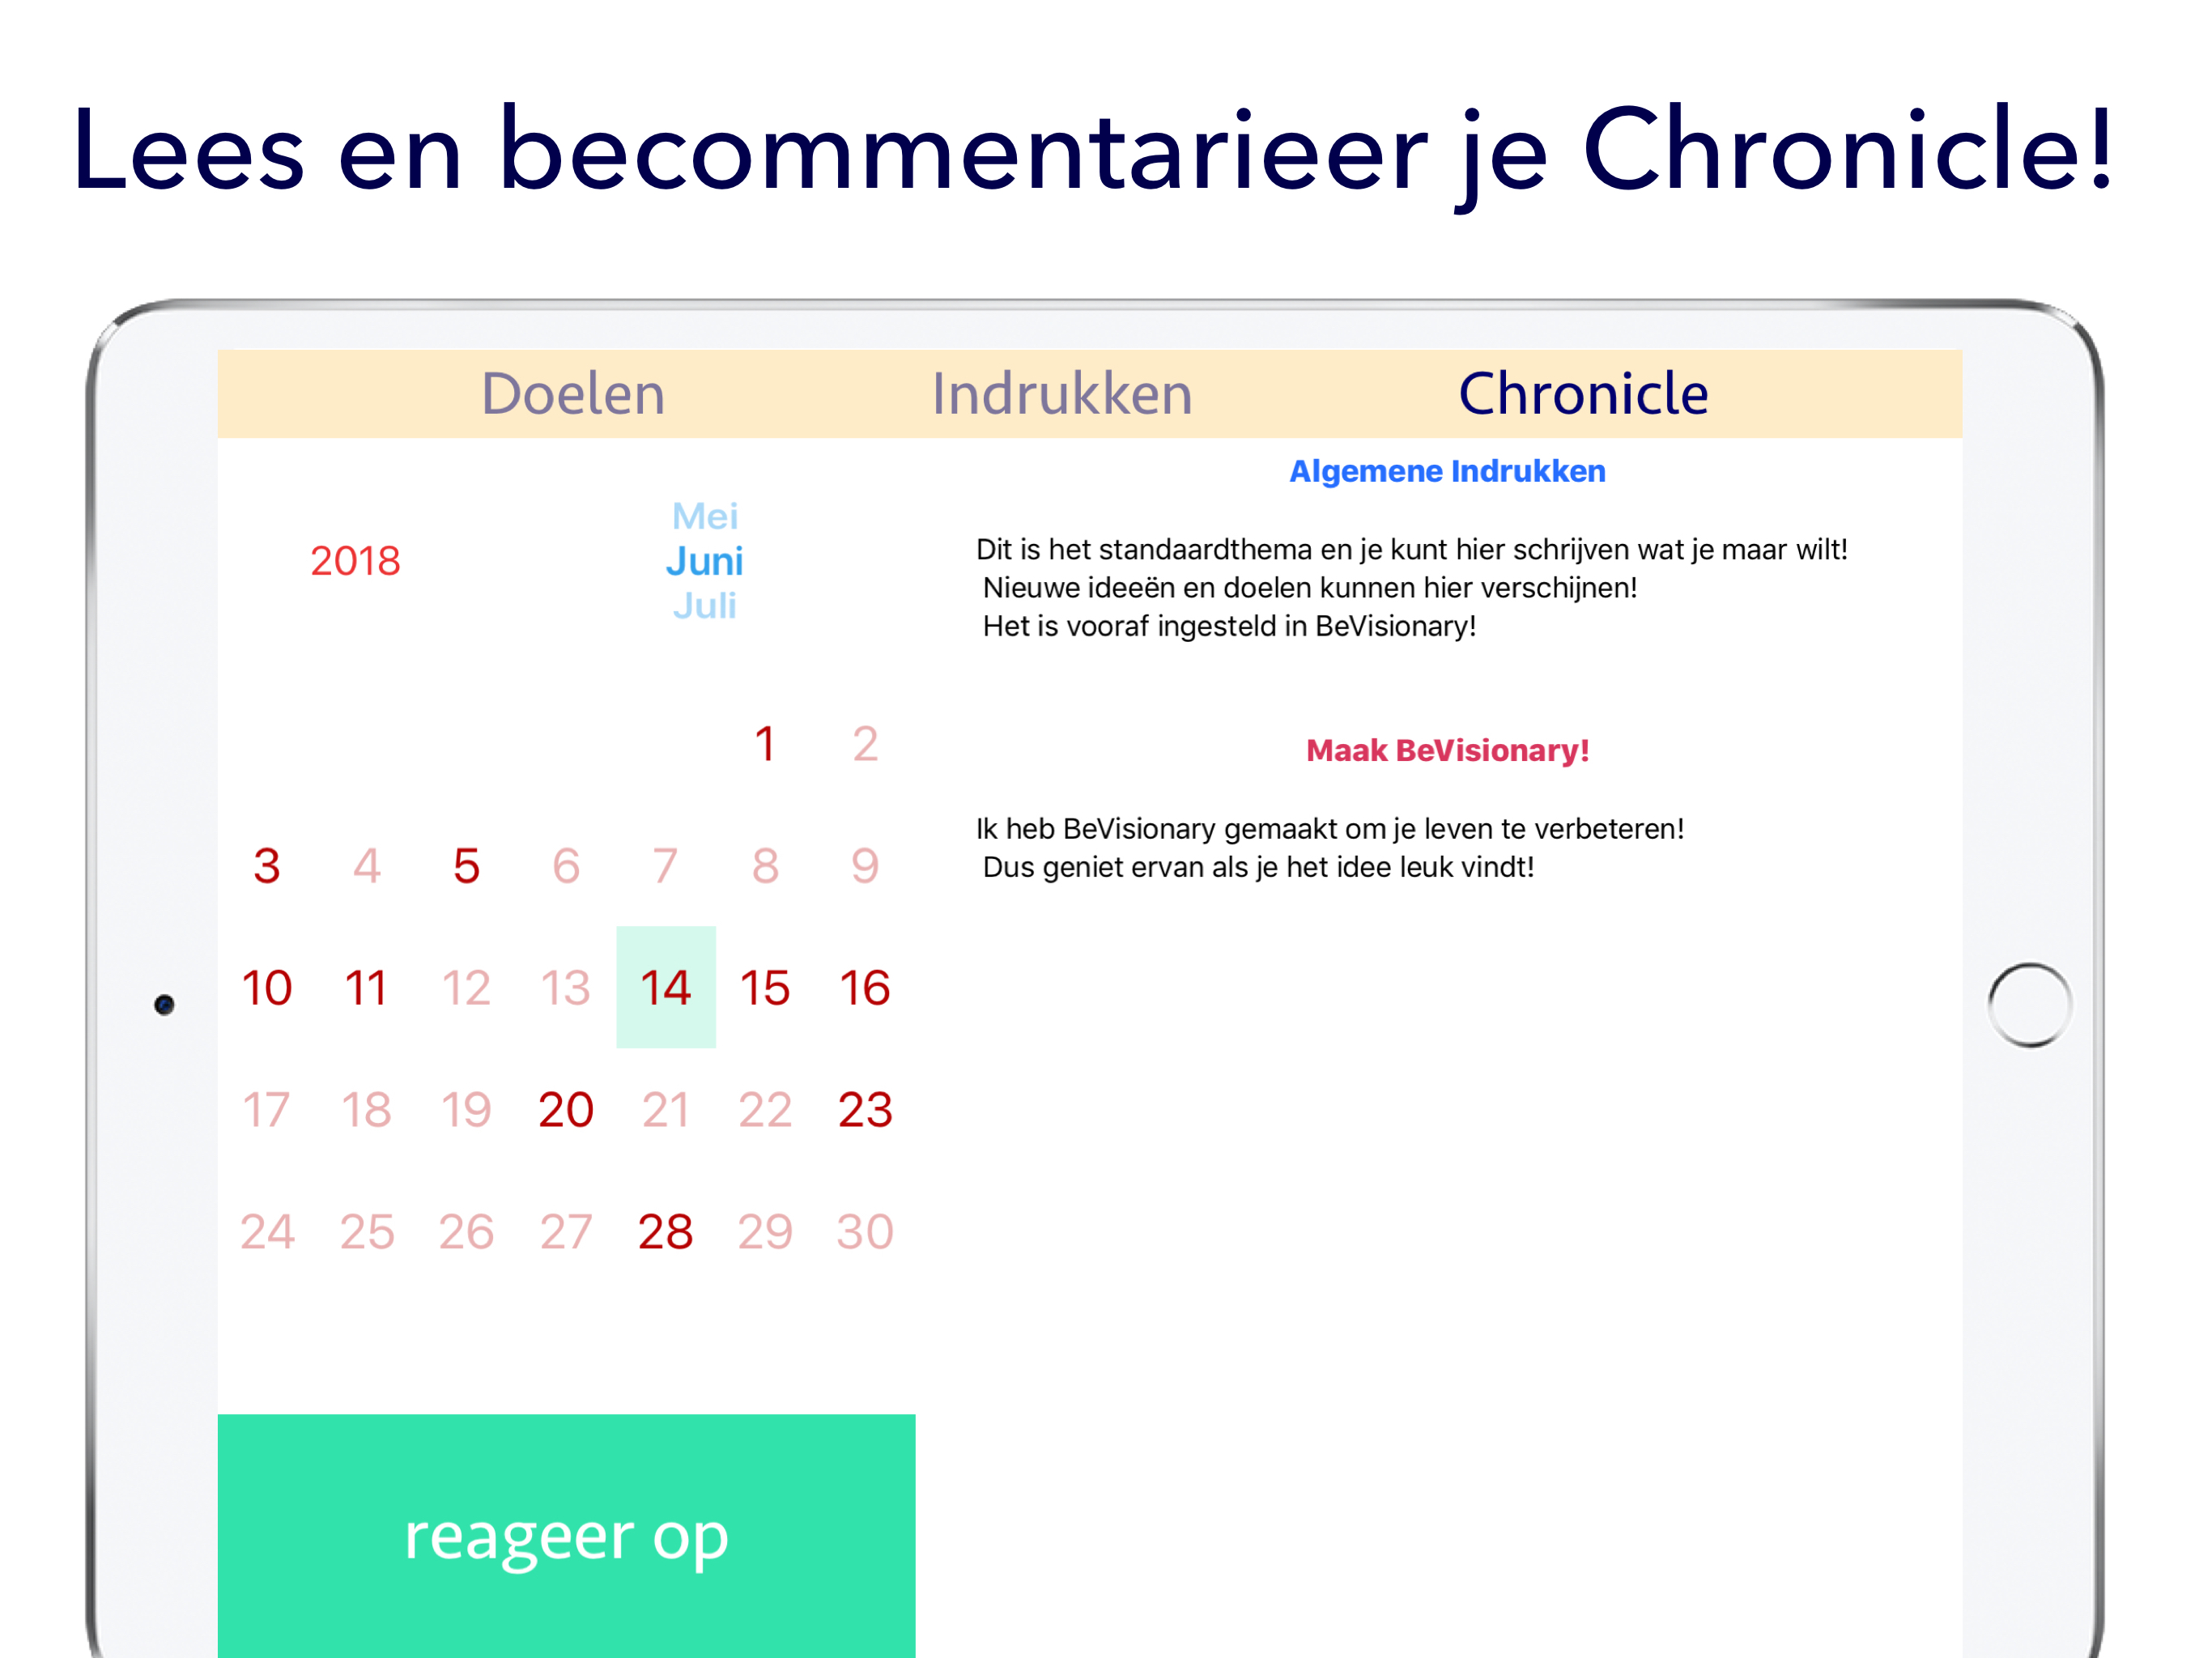 Lees en becommentarieer je Chronicle!
Doelen Indrukken Chronicle
Mei
2018 Juni
Juli
1 2
3 4 5 6 7 8 9
10 11 12 13 14 15 16
17 18 19 20 21 22 23
24 25 26 27 28 29 30
reageer op
Algemene Indrukken
Dit is het standaardthema en je kunt hier schrijven wat je maar wilt!
Nieuwe ideeën en doelen kunnen hier verschijnen!
Het is vooraf ingesteld in BeVisionary!
Maak BeVisionary!
Ik heb BeVisionary gemaakt om je leven te verbeteren!
Dus geniet ervan als je het idee leuk vindt!